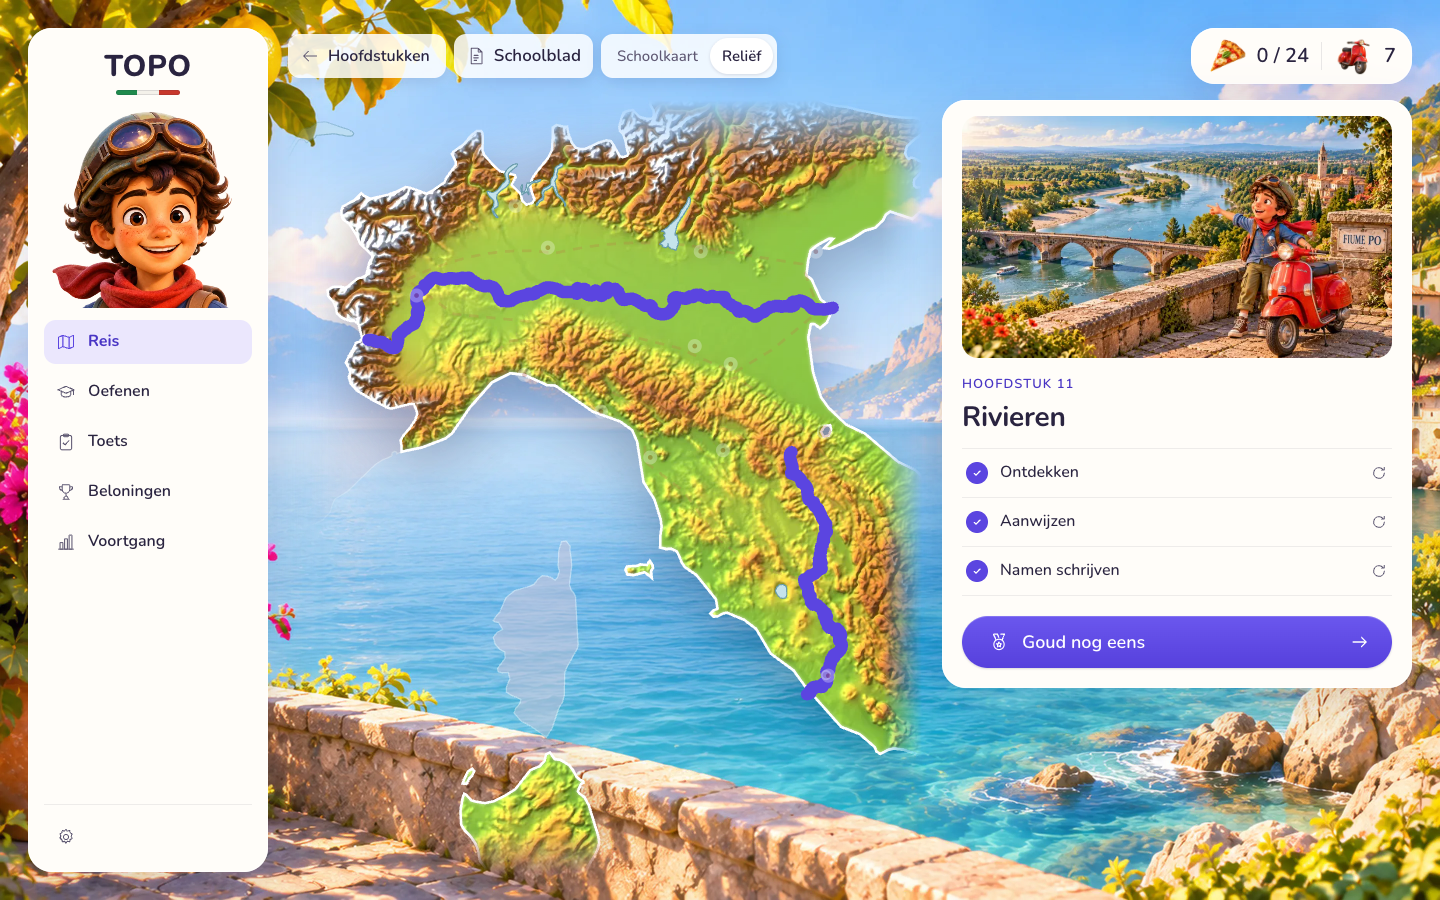 TOPO
Hoofdstukken
Schoolblad
Schoolkaart
Reliëf
0 / 24
7
Reis
Oefenen
Toets
Beloningen
Voortgang
FIUME PO
HOOFDSTUK 11
Rivieren
Ontdekken
Aanwijzen
Namen schrijven
Goud nog eens